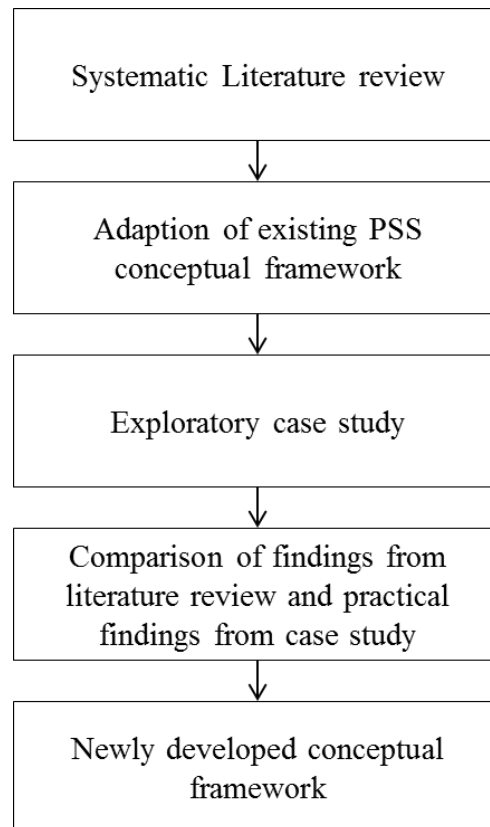 Systematic Literature review
Adaption of existing PSS
conceptual framework
Exploratory case study
Comparison of findings from
literature review and practical
findings from case study
Newly developed conceptual
framework